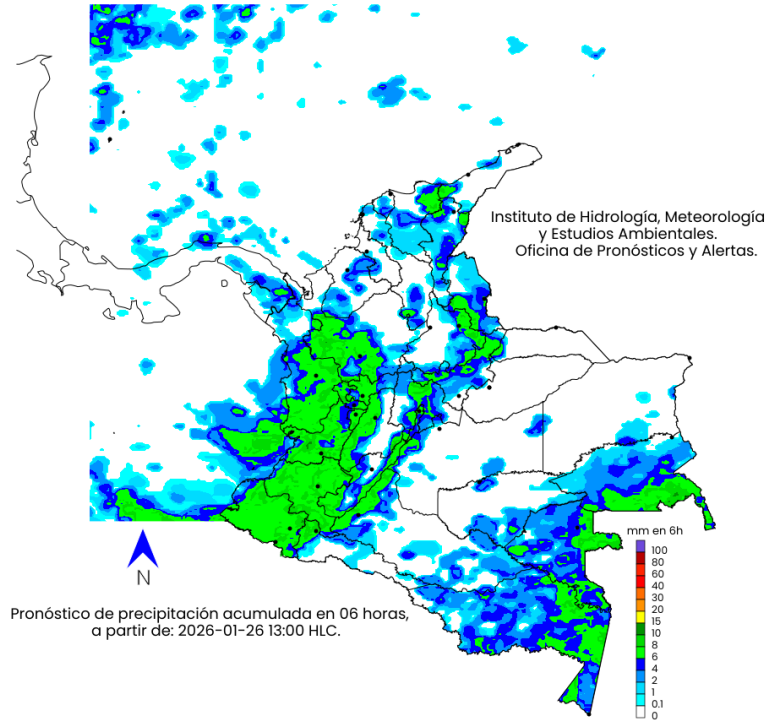 Instituto de Hidrología, Meteorología
y Estudios Ambientales.
Oficina de Pronósticos y Alertas.
mm en 6h
100
80
60
40
30
20
15
10
8
6
4
2
1
0.1
0
N
Pronóstico de precipitación acumulada en 06 horas,
a partir de: 2026-01-26 13:00 HLC.